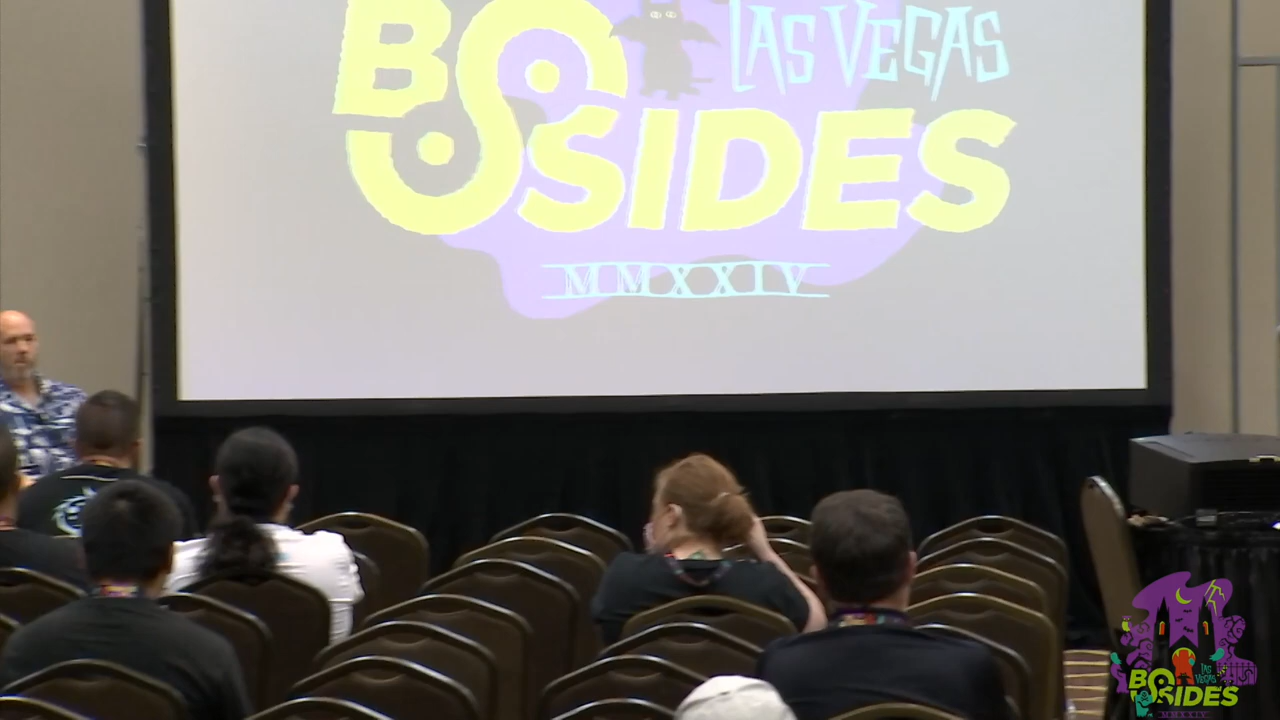 LAS VEGAS
BSIDES
MMXXIV
LAS VEGAS
BSIDES